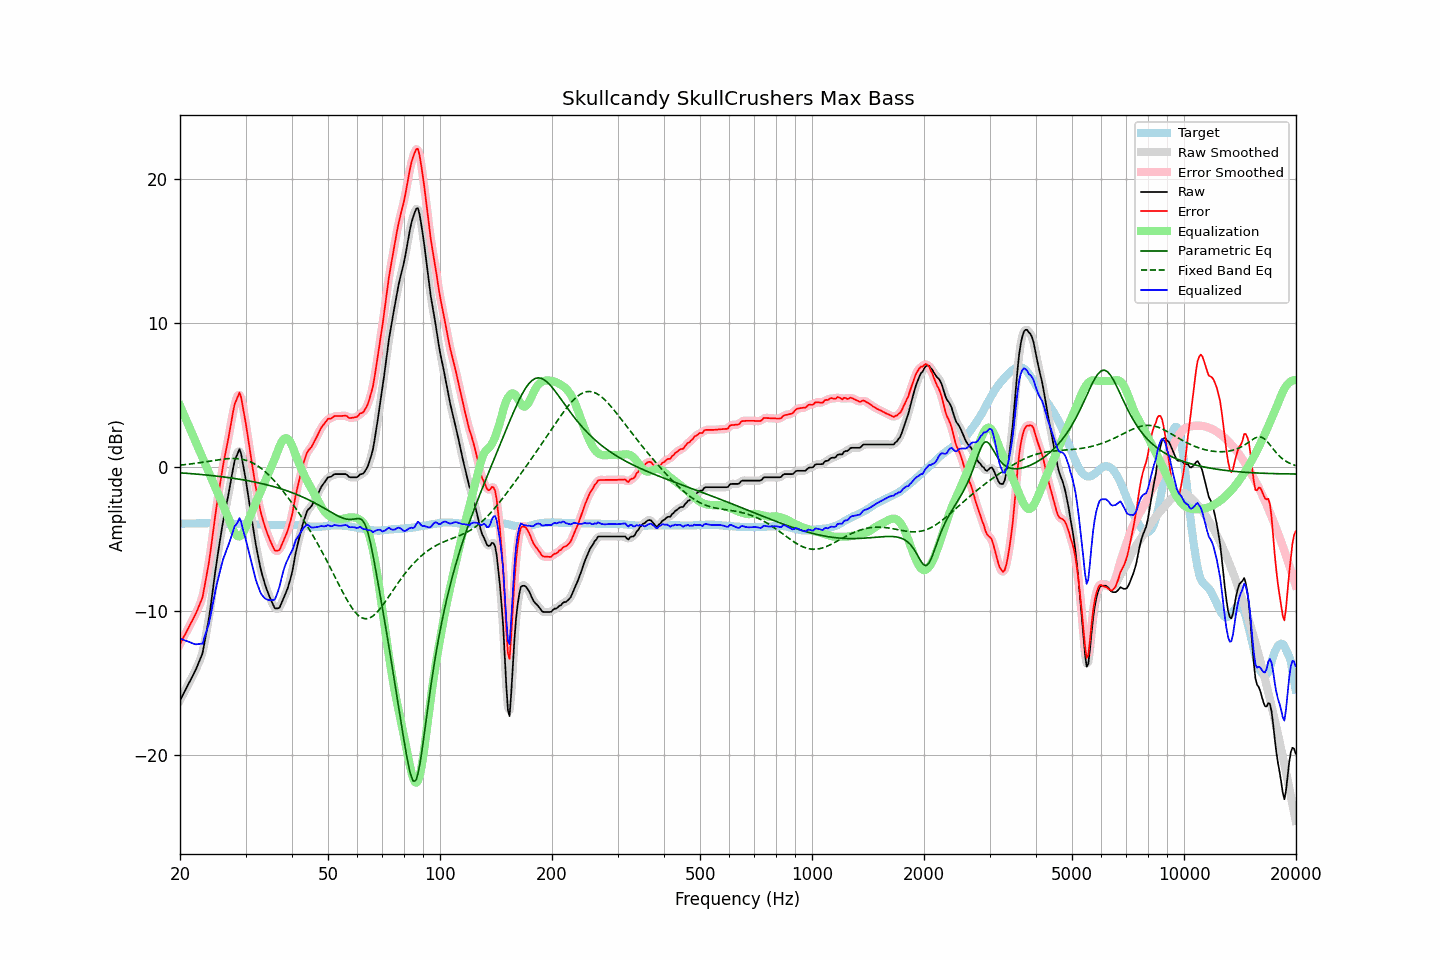 Skullcandy SkullCrushers Max Bass
Target
Raw Smoothed
Error Smoothed
Raw
Error
Equalization
Parametric Eq
Fixed Band Eq
Equalized
Amplitude (dBr)
20
10
0
−10
−20
20
50
100
200
500
1000
2000
5000
10000
20000
Frequency (Hz)